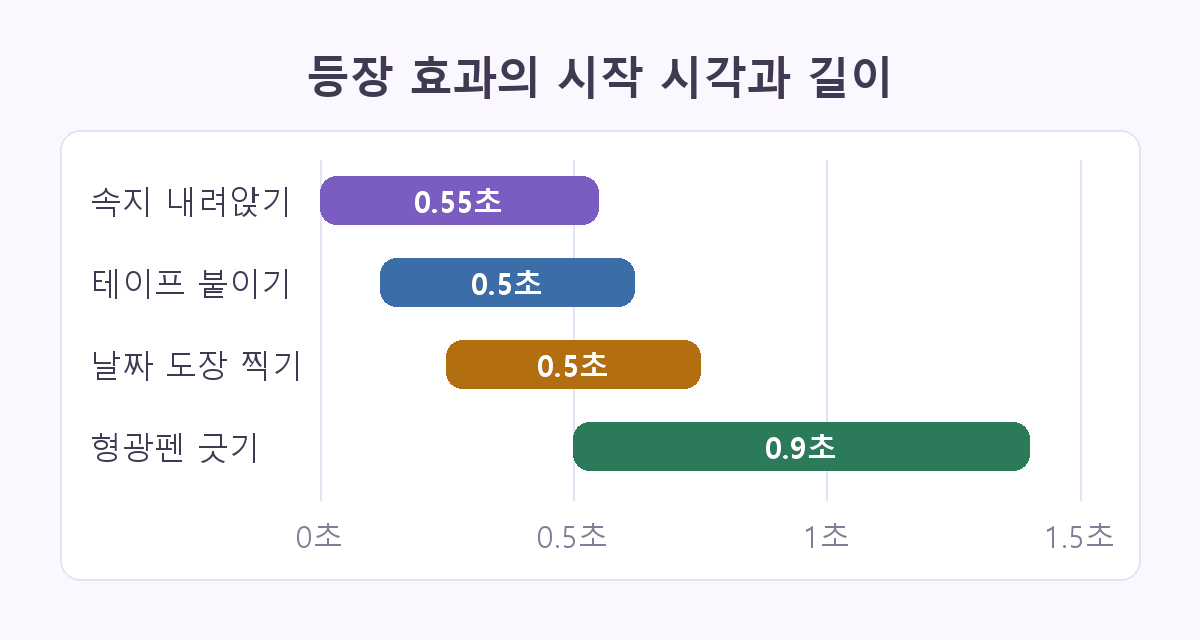 등장 효과의 시작 시각과 길이
속지 내려앉기
0.55초
테이프 붙이기
0.5초
날짜 도장 찍기
0.5초
형광펜 긋기
0.9초
0초 0.5초 1초 1.5초